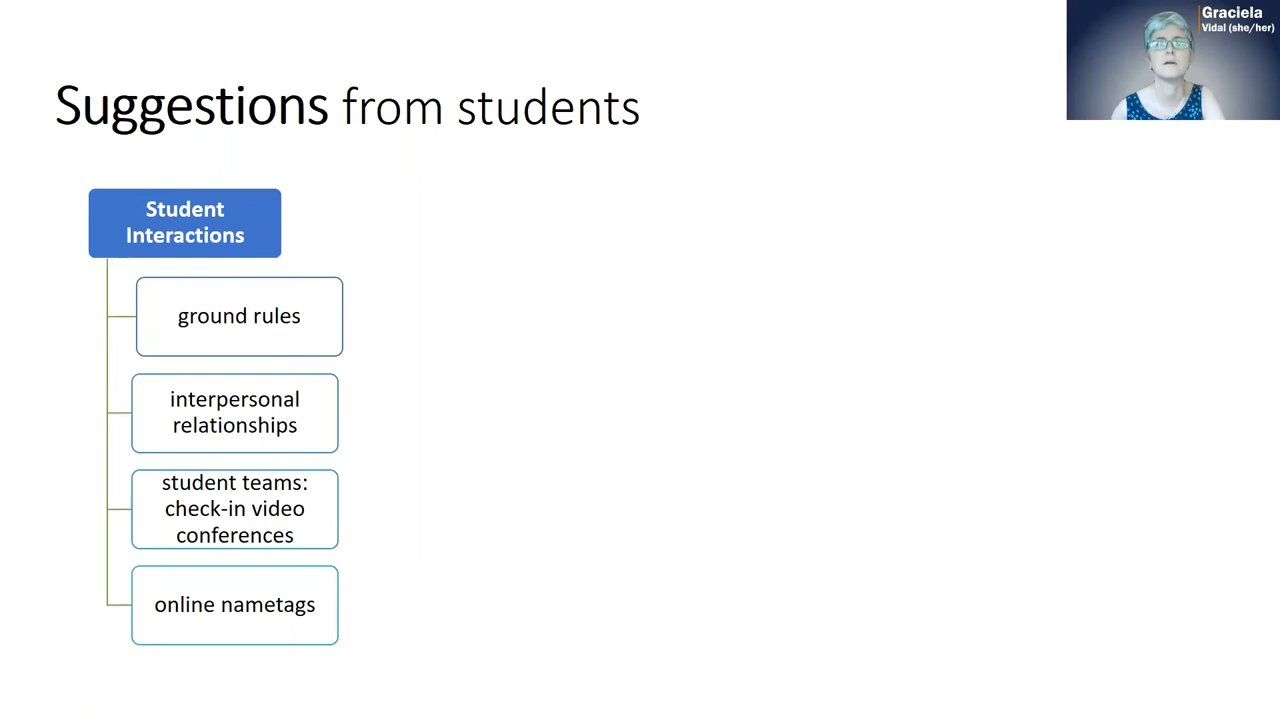 Graciela
Vidal (she/her)
Suggestions from students
Student
Interactions
ground rules
interpersonal
relationships
student teams:
check-in video
conferences
online nametags